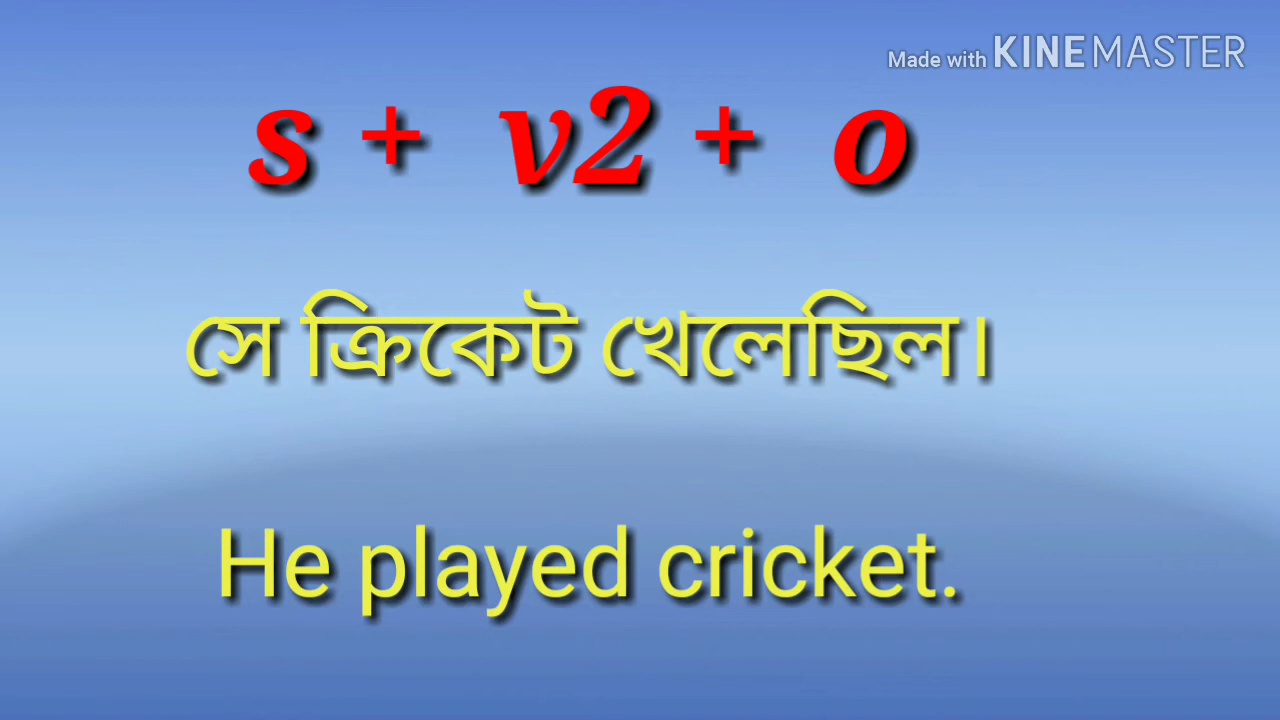 Made with KINEMASTER
s + v2 + o
সে ক্রিকেট খেলেছিল।
He played cricket.